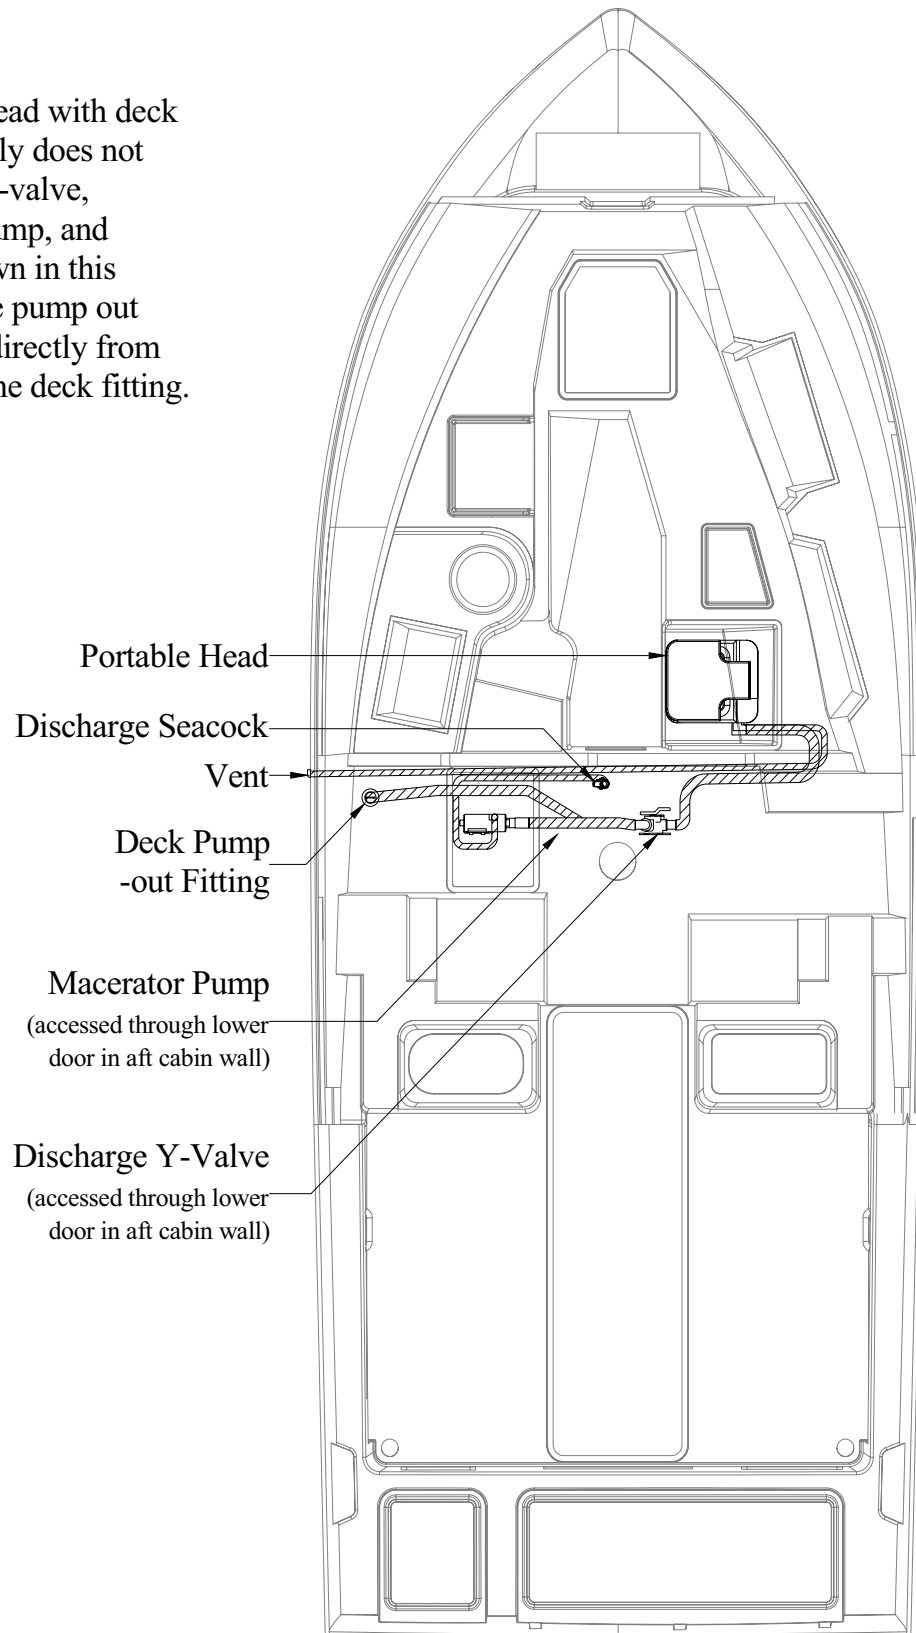 ead with deck
ly does not
-valve,
mp, and
wn in this
e pump out
directly from
he deck fitting.
Portable Head
Discharge Seacock
Vent
Deck Pump
-out Fitting
Macerator Pump
(accessed through lower
door in aft cabin wall)
Discharge Y-Valve
(accessed through lower
door in aft cabin wall)